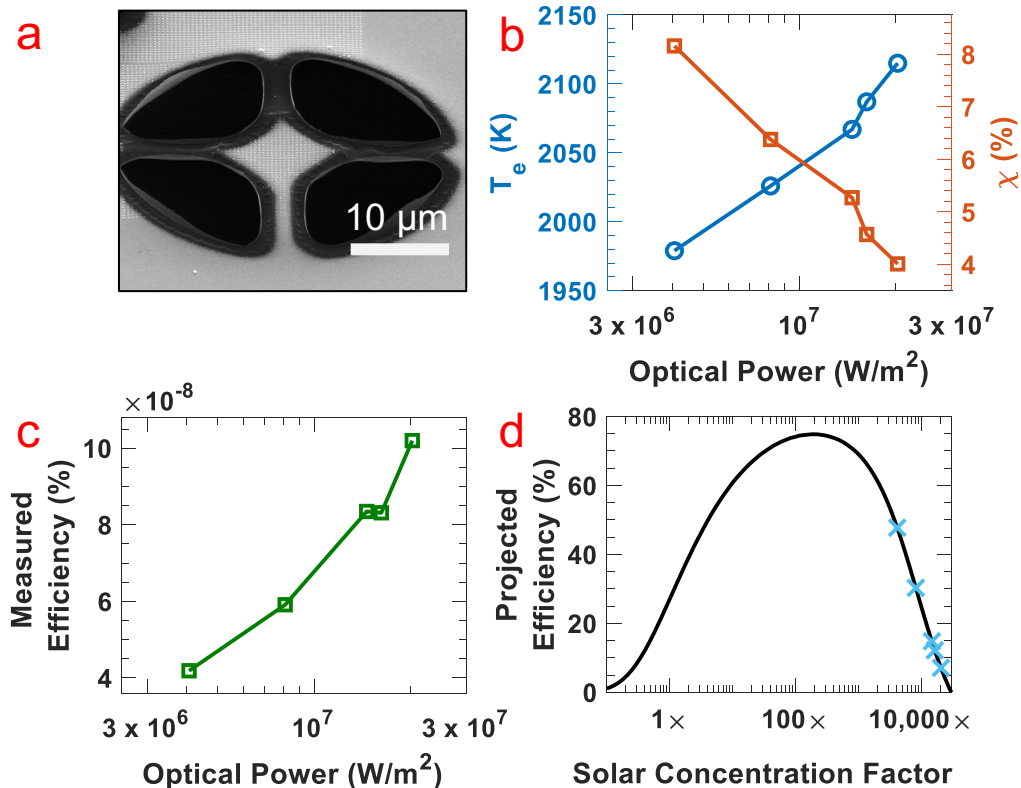 a
10 μm
b
2150
2100
2050
2000
1950
T_e (K)
8
7
6
5
4
χ (%)
3 x 10^6
10^7
3 x 10^7
Optical Power (W/m^2)
c
×10^-8
10
8
6
4
Measured
Efficiency (%)
3 x 10^6
10^7
3 x 10^7
Optical Power (W/m^2)
d
80
60
40
20
0
Projected
Efficiency (%)
1×
100×
10,000×
Solar Concentration Factor